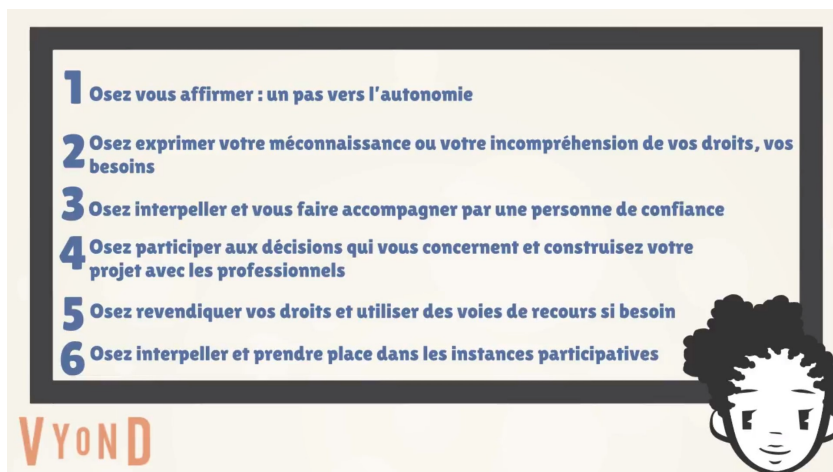 1 Osez vous affirmer : un pas vers l'autonomie
2 Osez exprimer votre méconnaissance ou votre incompréhension de vos droits, vos
besoins
3 Osez interpeller et vous faire accompagner par une personne de confiance
4 Osez participer aux décisions qui vous concernent et construisez votre
projet avec les professionnels
5 Osez revendiquer vos droits et utiliser des voies de recours si besoin
6 Osez interpeller et prendre place dans les instances participatives
VYOND